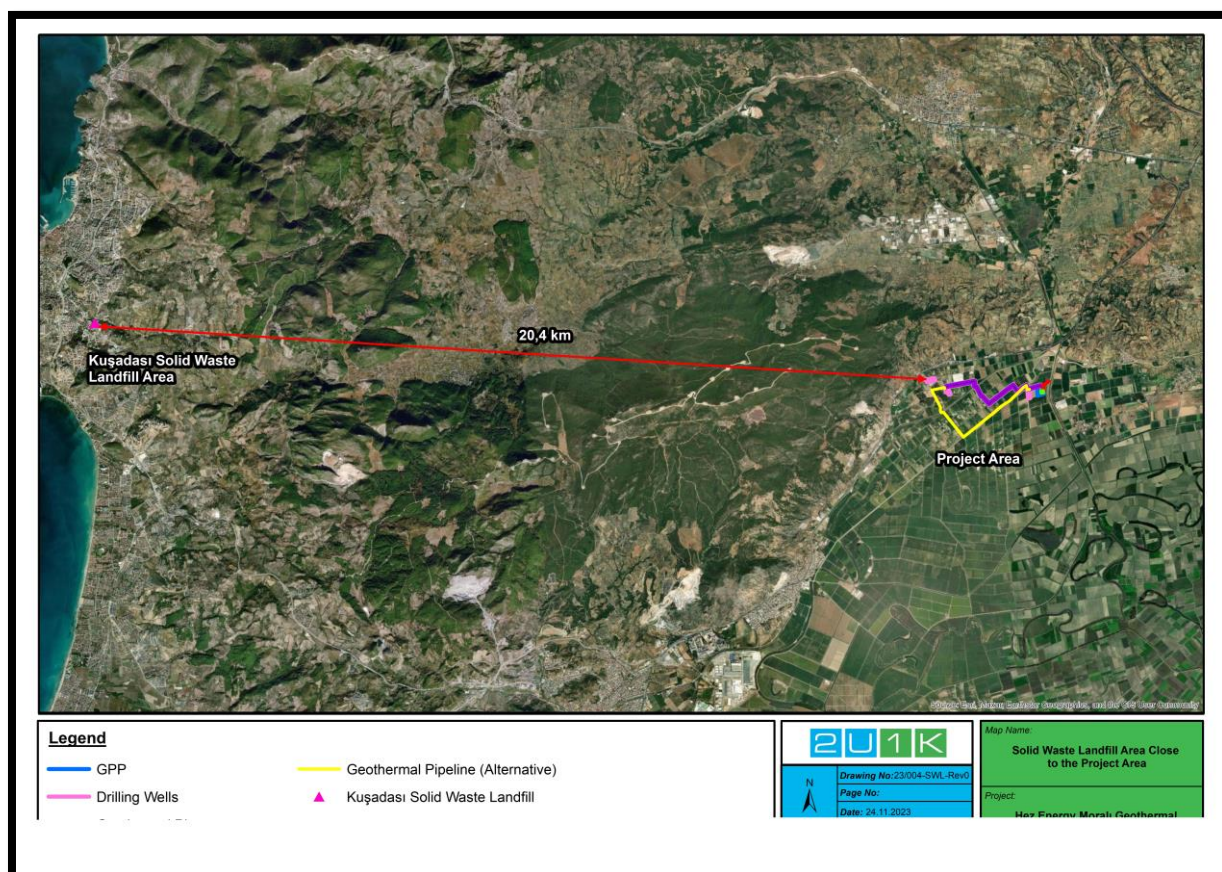 20,4 km
Kuşadası Solid Waste
Landfill Area
Project Area
Legend
GPP
Drilling Wells
Geothermal Pipeline (Alternative)
Kuşadası Solid Waste Landfill
2U1K
N
Drawing No:23/004-SWL-Rev0
Page No:
Date: 24.11.2023
Map Name:
Solid Waste Landfill Area Close
to the Project Area
Project:
Hez Energy Moralı Geothermal